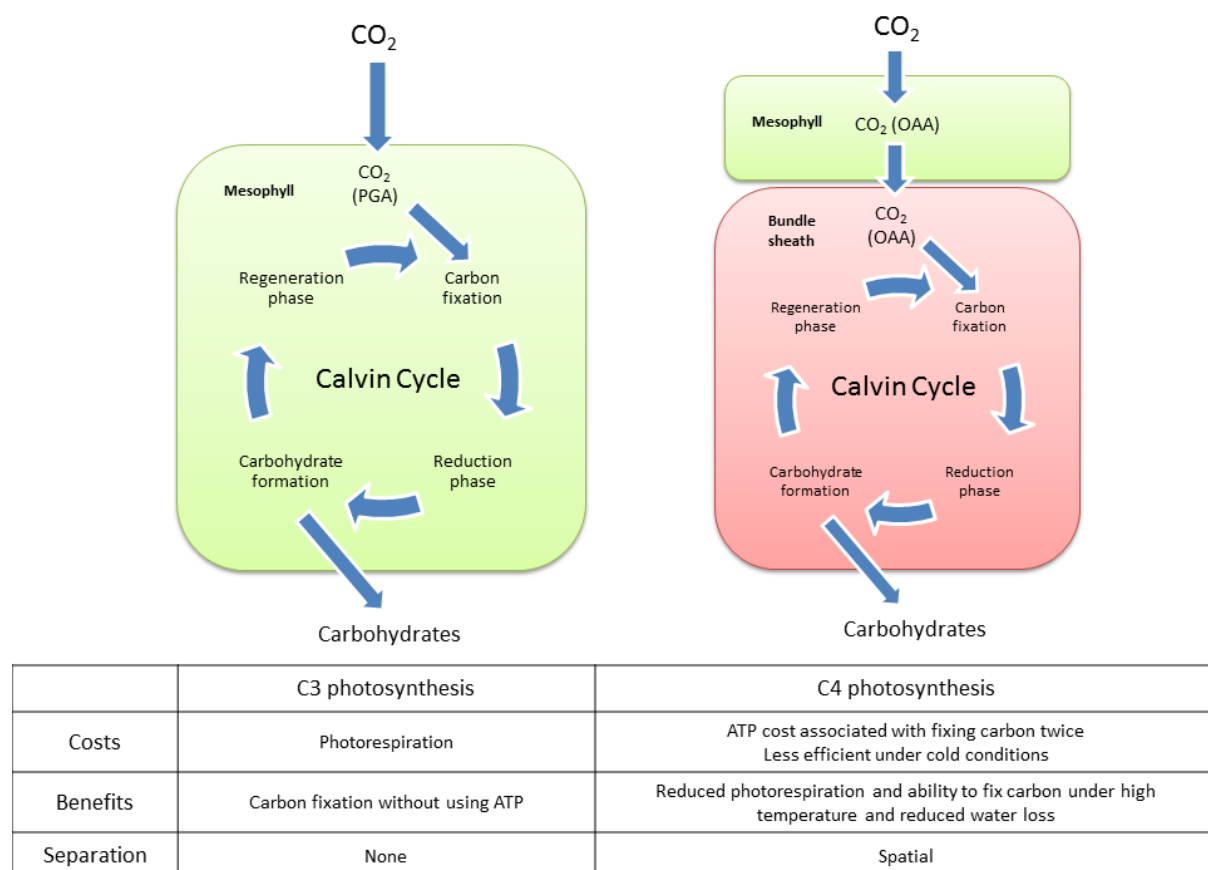 CO₂
Mesophyll
CO₂
(PGA)
Regeneration
phase
Carbon
fixation
Calvin Cycle
Carbohydrate
formation
Reduction
phase
Carbohydrates
CO₂
Mesophyll
CO₂ (OAA)
Bundle
sheath
CO₂
(OAA)
Regeneration
phase
Carbon
fixation
Calvin Cycle
Carbohydrate
formation
Reduction
phase
Carbohydrates
C3 photosynthesis
C4 photosynthesis
Costs
Photorespiration
ATP cost associated with fixing carbon twice
Less efficient under cold conditions
Benefits
Carbon fixation without using ATP
Reduced photorespiration and ability to fix carbon under high
temperature and reduced water loss
Separation
None
Spatial